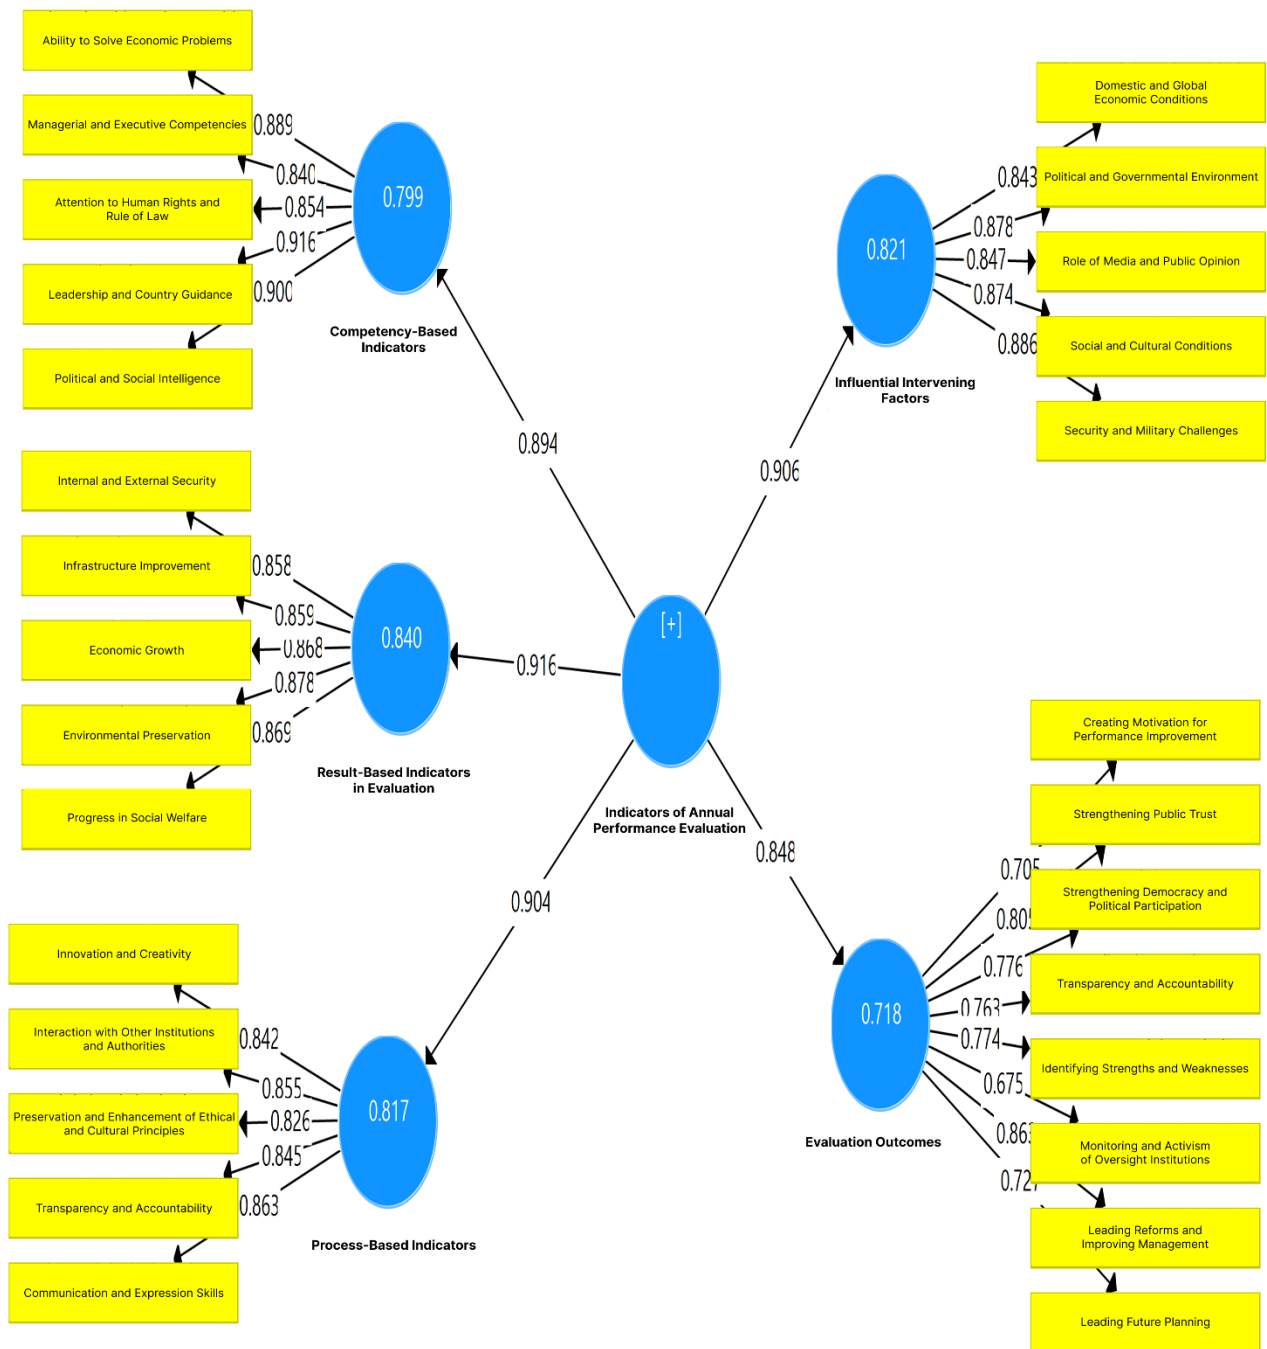 Ability to Solve Economic Problems
Managerial and Executive Competencies
Attention to Human Rights and
Rule of Law
Leadership and Country Guidance
Political and Social Intelligence
0.889
0.840
0.854
0.916
0.900
0.799
Competency-Based
Indicators
Domestic and Global
Economic Conditions
Political and Governmental Environment
Role of Media and Public Opinion
Social and Cultural Conditions
Security and Military Challenges
0.843
0.878
0.847
0.874
0.886
0.821
Influential Intervening
Factors
0.894
0.906
Internal and External Security
Infrastructure Improvement
Economic Growth
Environmental Preservation
Progress in Social Welfare
0.858
0.859
0.868
0.878
0.869
0.840
Result-Based Indicators
in Evaluation
0.916
[+]
Indicators of Annual
Performance Evaluation
0.904
0.848
Innovation and Creativity
Interaction with Other Institutions
and Authorities
Preservation and Enhancement of Ethical
and Cultural Principles
Transparency and Accountability
Communication and Expression Skills
0.842
0.855
0.826
0.845
0.863
0.817
Process-Based Indicators
Creating Motivation for
Performance Improvement
Strengthening Public Trust
Strengthening Democracy and
Political Participation
Transparency and Accountability
Identifying Strengths and Weaknesses
Monitoring and Activism
of Oversight Institutions
Leading Reforms and
Improving Management
Leading Future Planning
0.705
0.805
0.776
0.763
0.774
0.675
0.863
0.727
0.718
Evaluation Outcomes